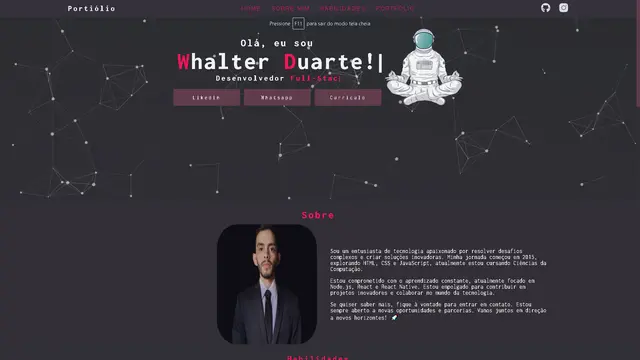 Portiólio
HOME SOBRE MIM HABILIDADES PORTFÓLIO
Pressione F11 para sair do modo tela cheia
Olá, eu sou
Whalter Duarte!|
Desenvolvedor Full-Stac;
Likedin Whatsapp Currículo
Sobre
Sou um entusiasta de tecnologia apaixonado por resolver desafios
complexos e criar soluções inovadoras. Minha jornada começou em 2015,
explorando HTML, CSS e JavaScript, atualmente estou cursando Ciências da
Computação.
Estou comprometido com o aprendizado constante, atualmente focado em
Node.js, React e React Native. Estou empolgado para contribuir em
projetos inovadores e colaborar no mundo da tecnologia.
Se quiser saber mais, fique à vontade para entrar em contato. Estou
sempre aberto a novas oportunidades e parcerias. Vamos juntos em direção
a novos horizontes! 🚀
Habilidades